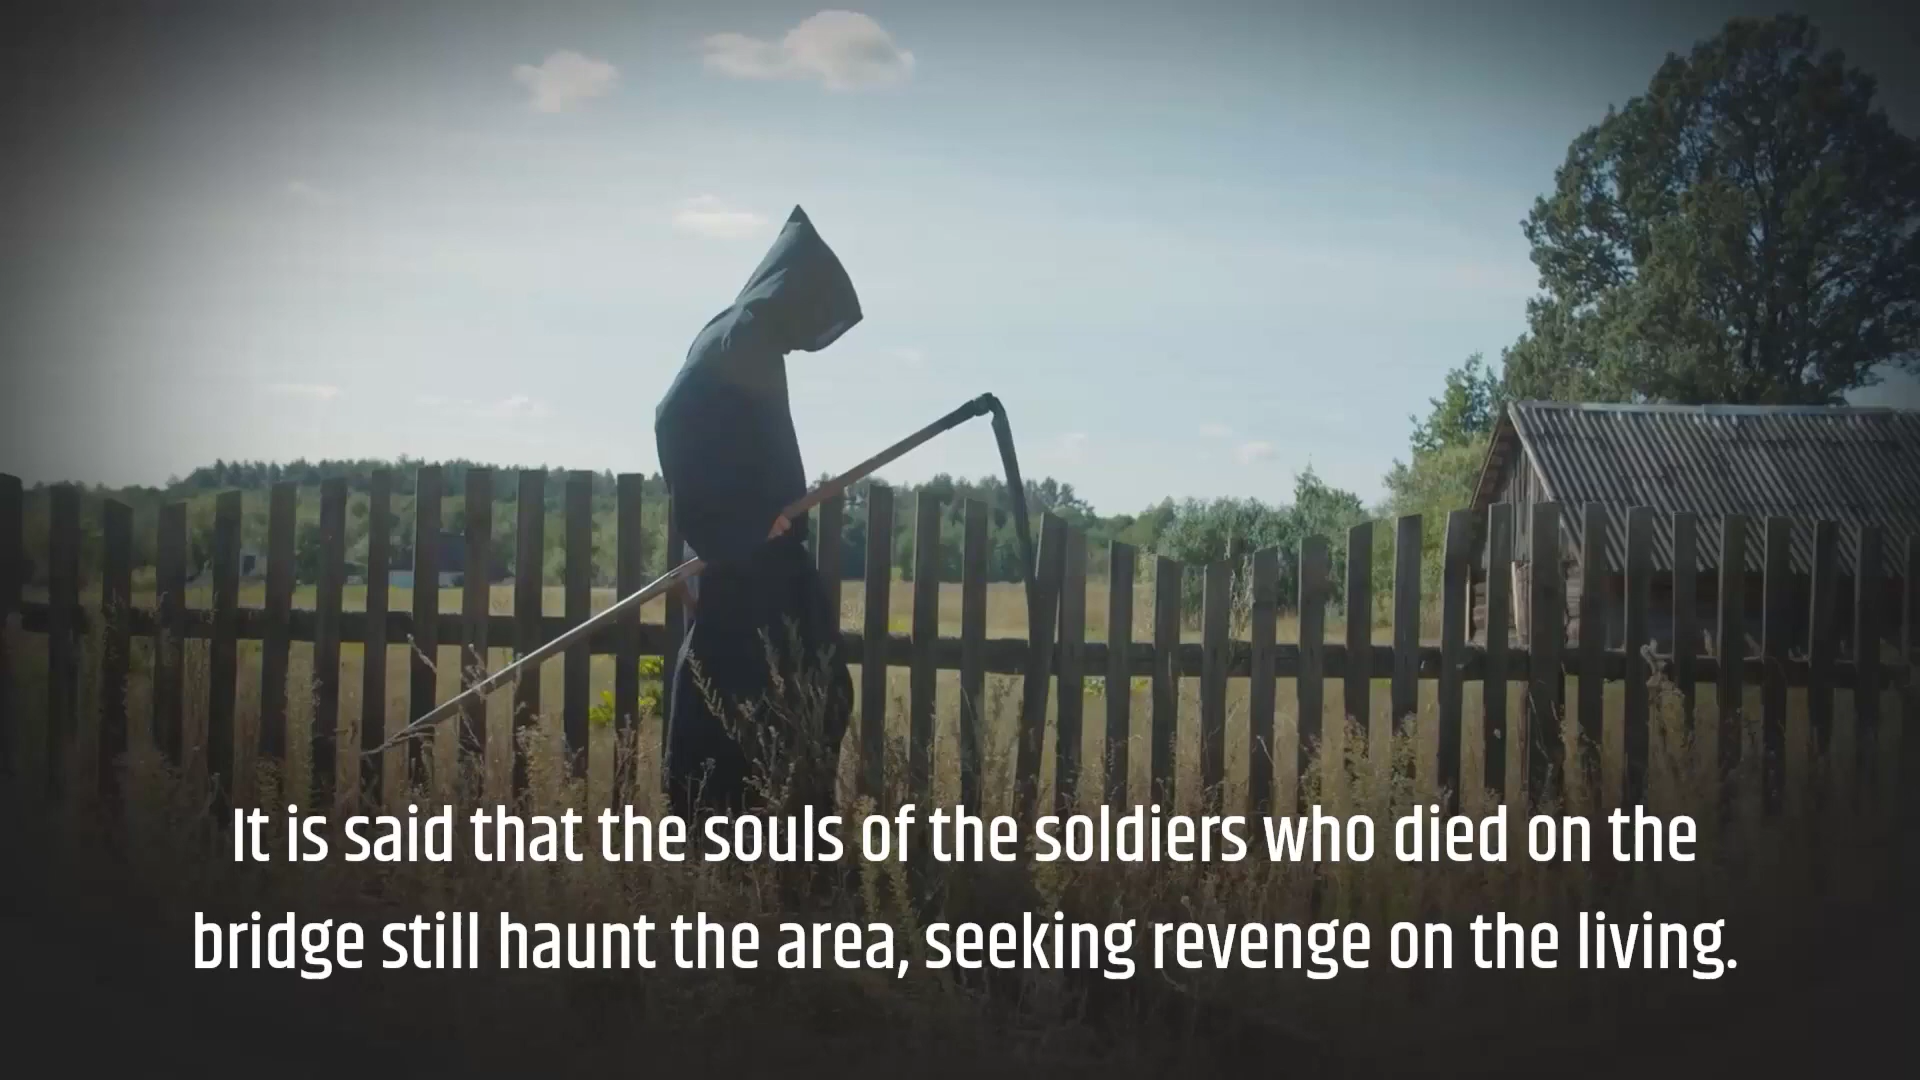 It is said that the souls of the soldiers who died on the
bridge still haunt the area, seeking revenge on the living.